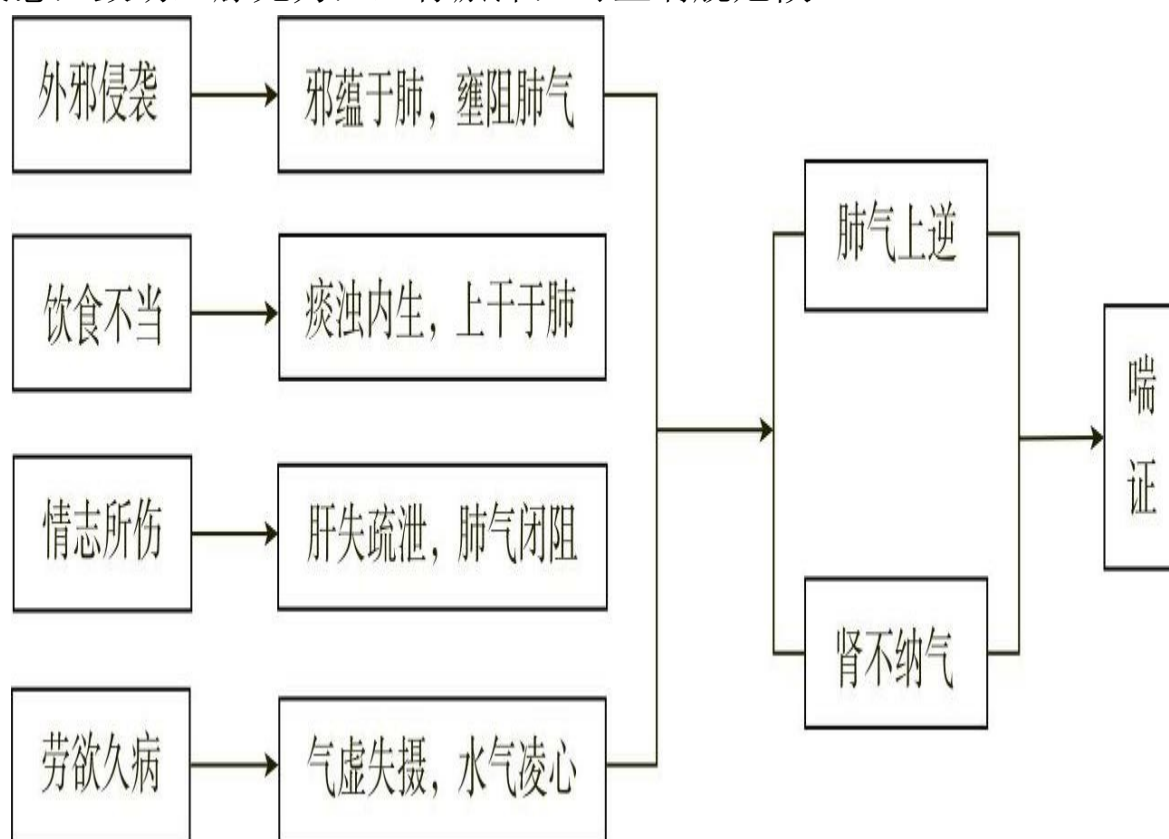 外邪侵袭
邪蕴于肺，壅阻肺气
饮食不当
痰浊内生，上干于肺
情志所伤
肝失疏泄，肺气闭阻
劳欲久病
气虚失摄，水气凌心
肺气上逆
肾不纳气
喘证